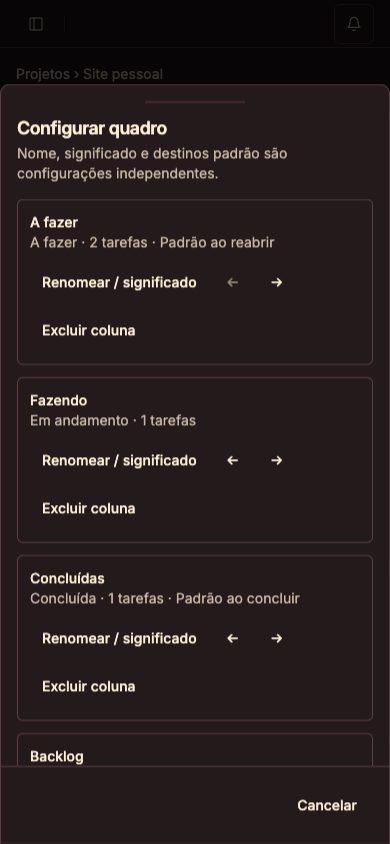 Projetos › Site pessoal
Configurar quadro
Nome, significado e destinos padrão são
configurações independentes.
A fazer
A fazer · 2 tarefas · Padrão ao reabrir
Renomear / significado ← →
Excluir coluna
Fazendo
Em andamento · 1 tarefas
Renomear / significado ← →
Excluir coluna
Concluídas
Concluída · 1 tarefas · Padrão ao concluir
Renomear / significado ← →
Excluir coluna
Backlog
Cancelar